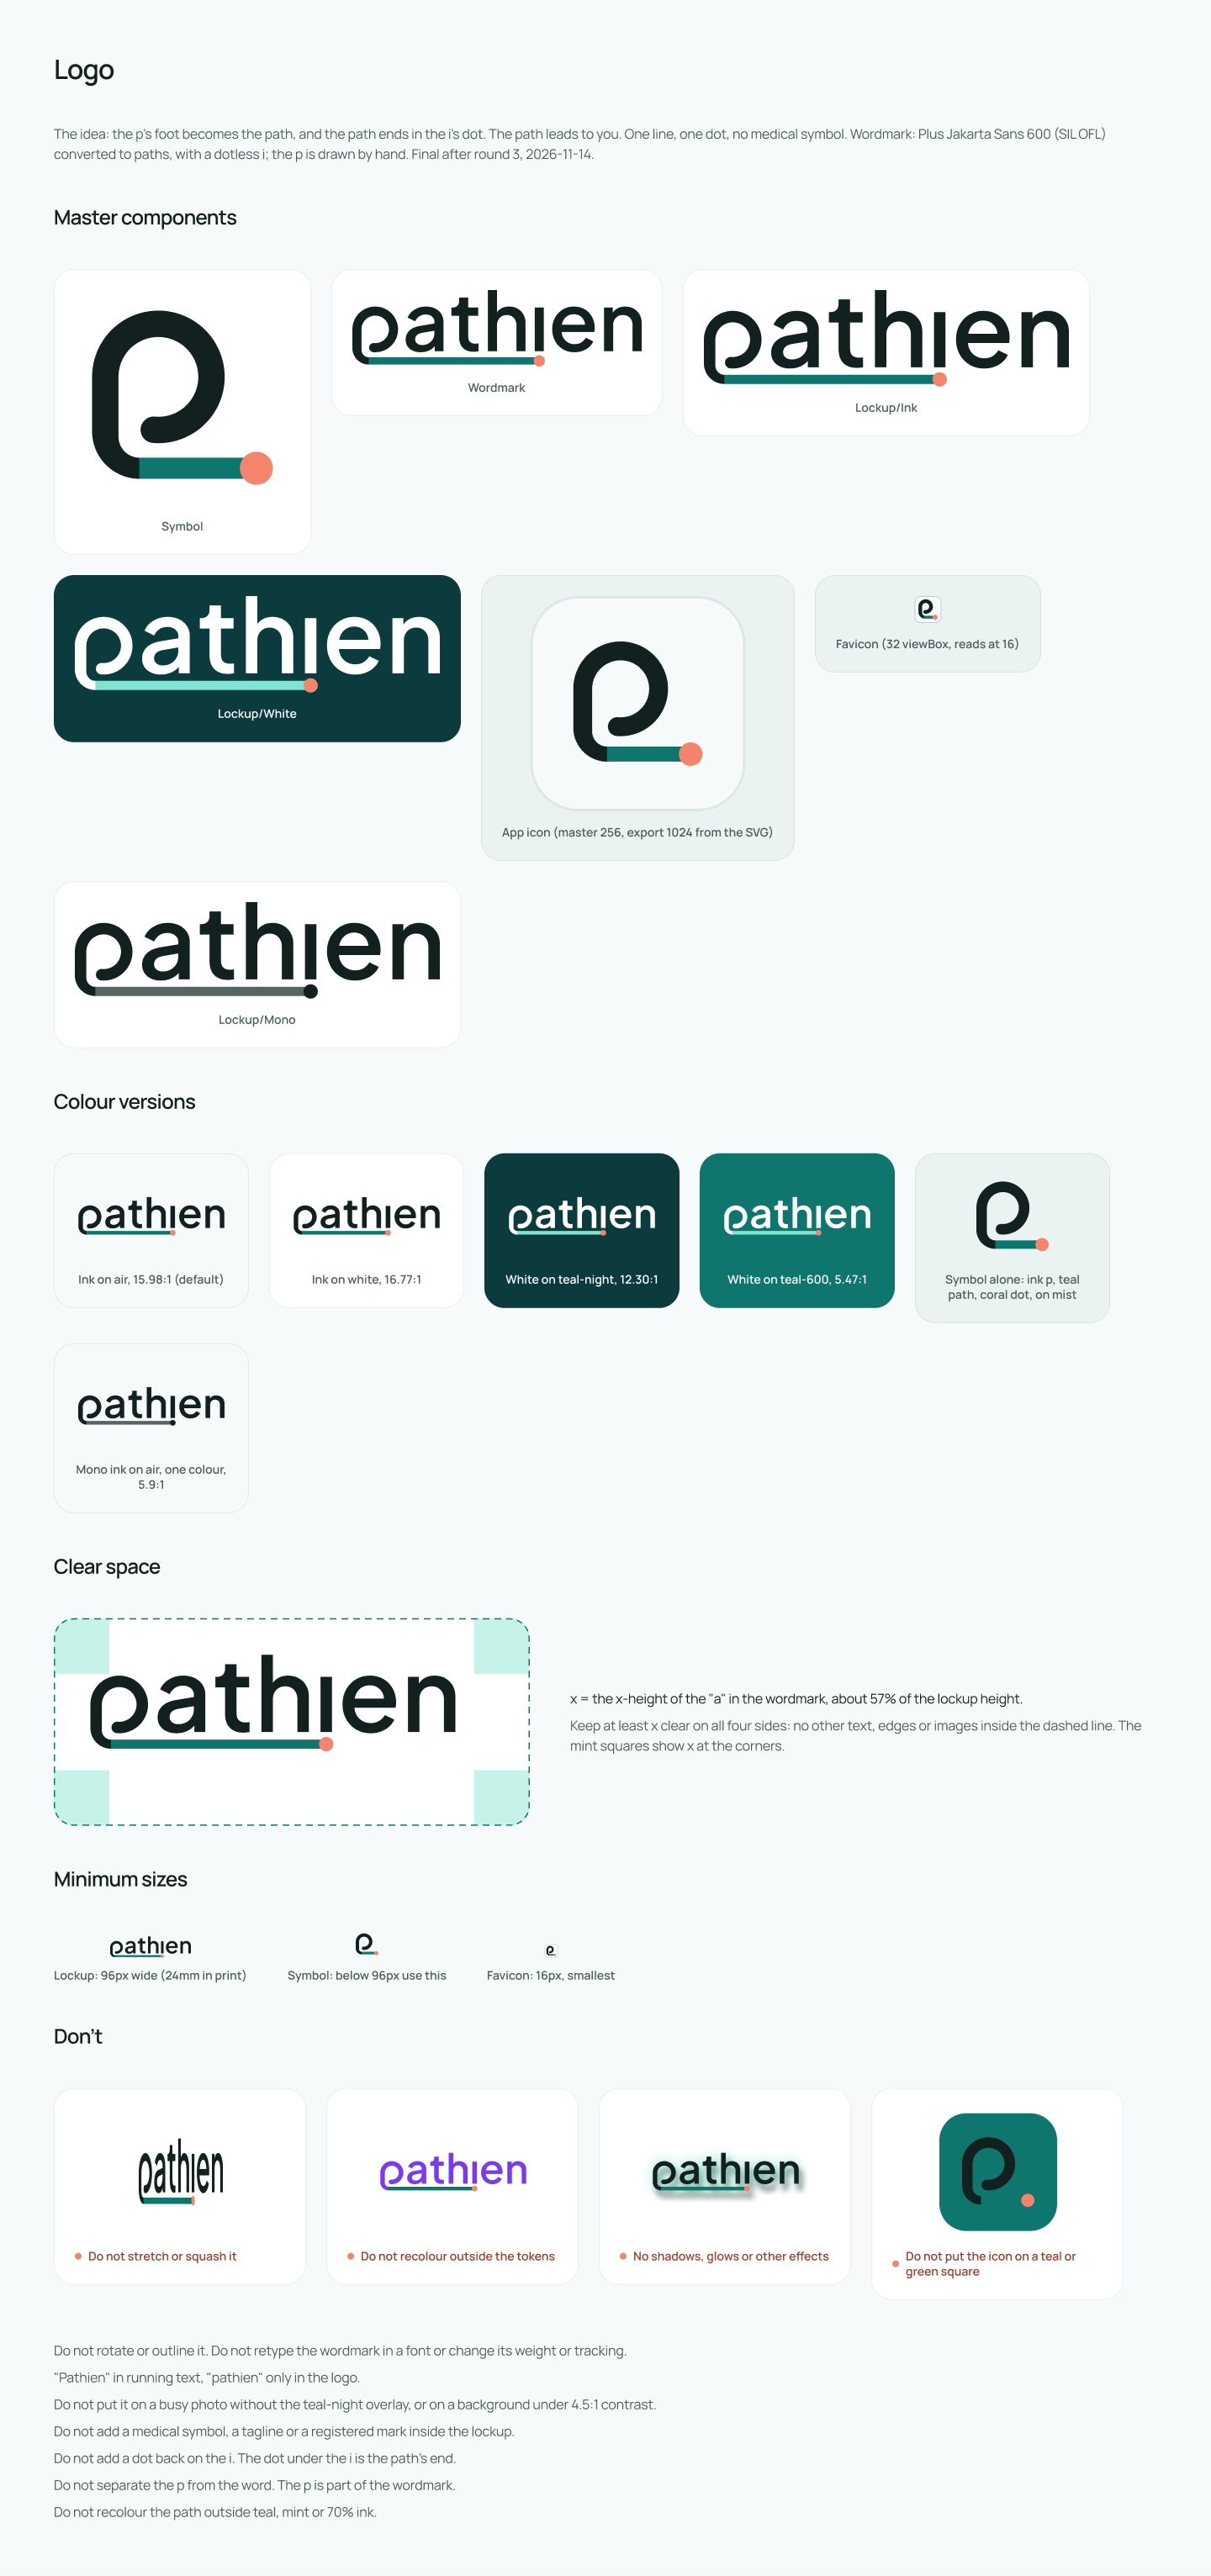 Logo
The idea: the p's foot becomes the path, and the path ends in the i's dot. The path leads to you. One line, one dot, no medical symbol. Wordmark: Plus Jakarta Sans 600 (SIL OFL)
converted to paths, with a dotless i; the p is drawn by hand. Final after round 3, 2026-11-14.
Master components
pathıen
pathıen
Wordmark
Lockup/Ink
Symbol
pathıen
Lockup/White
Favicon (32 viewBox, reads at 16)
App icon (master 256, export 1024 from the SVG)
pathıen
Lockup/Mono
Colour versions
pathıen
pathıen
pathıen
pathıen
Ink on air, 15.98:1 (default)
Ink on white, 16.77:1
White on teal-night, 12.30:1
White on teal-600, 5.47:1
Symbol alone: ink p, teal
path, coral dot, on mist
pathıen
Mono ink on air, one colour,
5.9:1
Clear space
pathıen
x = the x-height of the "a" in the wordmark, about 57% of the lockup height.
Keep at least x clear on all four sides: no other text, edges or images inside the dashed line. The
mint squares show x at the corners.
Minimum sizes
pathıen
Lockup: 96px wide (24mm in print)
p
Symbol: below 96px use this
p
Favicon: 16px, smallest
Don't
pathıen
Do not stretch or squash it
pathıen
Do not recolour outside the tokens
pathıen
No shadows, glows or other effects
p
Do not put the icon on a teal or
green square
Do not rotate or outline it. Do not retype the wordmark in a font or change its weight or tracking.
"Pathien" in running text, "pathien" only in the logo.
Do not put it on a busy photo without the teal-night overlay, or on a background under 4.5:1 contrast.
Do not add a medical symbol, a tagline or a registered mark inside the lockup.
Do not add a dot back on the i. The dot under the i is the path's end.
Do not separate the p from the word. The p is part of the wordmark.
Do not recolour the path outside teal, mint or 70% ink.